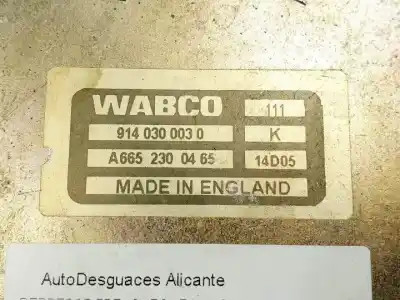 WABCO 111
914 030 003 0 K
A665 230 04 65 14D05
MADE IN ENGLAND
AutoDesguaces Alicante